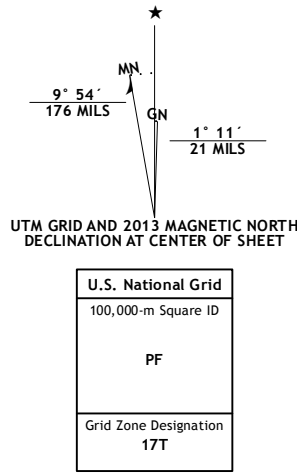 ★
MN
9° 54´
176 MILS
GN
1° 11´
21 MILS
UTM GRID AND 2013 MAGNETIC NORTH
DECLINATION AT CENTER OF SHEET
U.S. National Grid
100,000-m Square ID
PF
Grid Zone Designation
17T